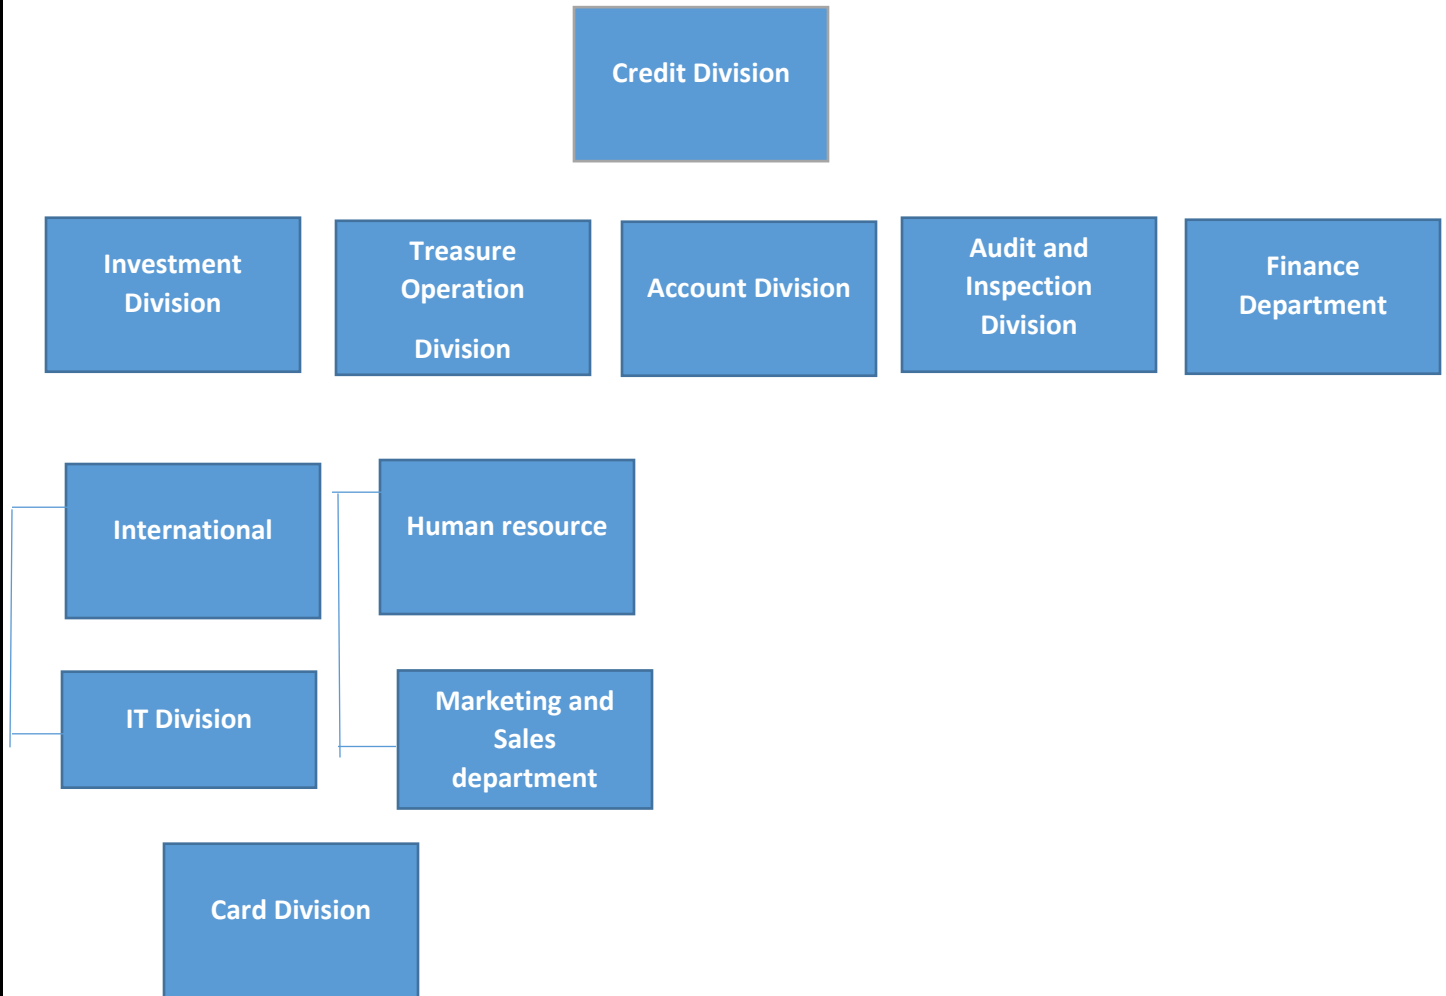 Credit Division
Investment
Division
Treasure
Operation
Division
Account Division
Audit and
Inspection
Division
Finance
Department
International
Human resource
IT Division
Marketing and
Sales
department
Card Division